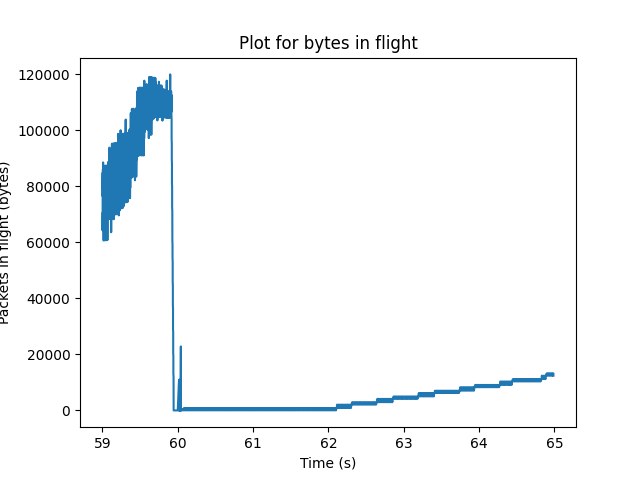 Plot for bytes in flight
120000
100000
80000
60000
40000
20000
0
Packets in flight (bytes)
59 60 61 62 63 64 65
Time (s)